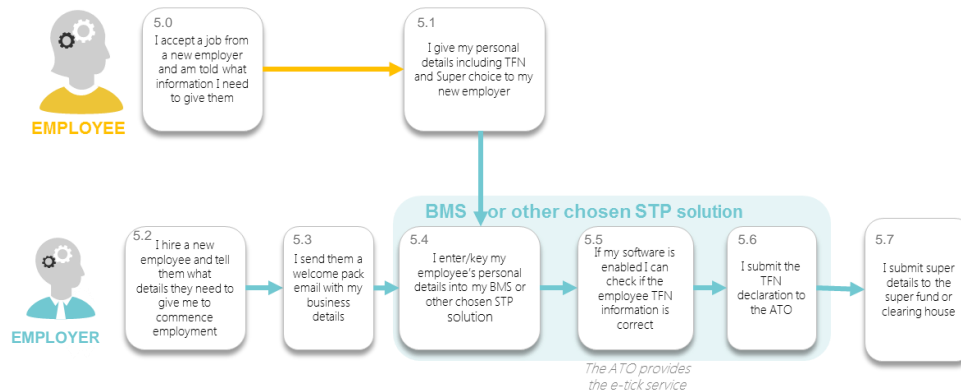 5.0
I accept a job from
a new employer
and am told what
information I need
to give them
5.1
I give my personal
details including TFN
and Super choice to my
new employer
EMPLOYEE
BMS or other chosen STP solution
5.2
I hire a new
employee and tell
them what
details they need
to give me to
commence
employment
5.3
I send them a
welcome pack
email with my
business
details
5.4
I enter/key my
employee's personal
details into my BMS or
other chosen STP
solution
5.5
If my software is
enabled I can
check if the
employee TFN
information is
correct
5.6
I submit the
TFN
declaration to
the ATO
5.7
I submit super
details to the
super fund or
clearing house
EMPLOYER
The ATO provides
the e-tick service